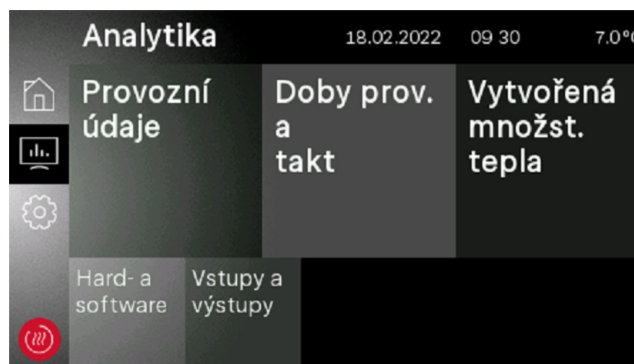 Analytika 18.02.2022 09 30 7.0°C
Provozní
údaje
Doby prov.
a
takt
Vytvořená
množst.
tepla
Hard- a
software
Vstupy a
výstupy